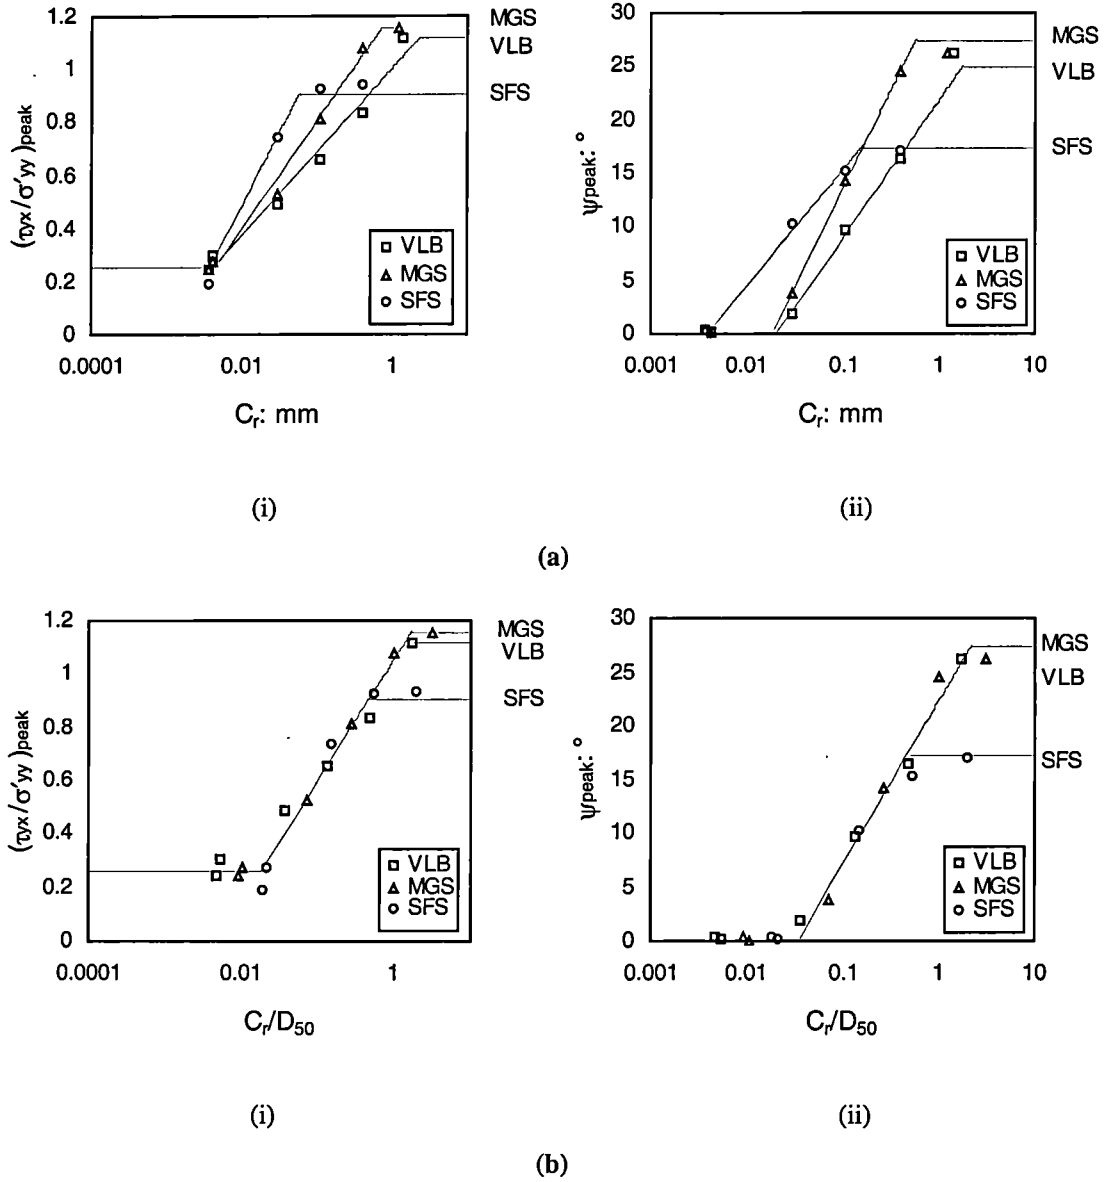 (τyx/σ'yy)peak
1.2
1
0.8
0.6
0.4
0.2
0
MGS
VLB
SFS
VLB
MGS
SFS
0.0001
0.01
1
Cr: mm
(i)
ψpeak: °
30
25
20
15
10
5
0
MGS
VLB
SFS
VLB
MGS
SFS
0.001
0.01
0.1
1
10
Cr: mm
(ii)
(a)
(τyx/σ'yy)peak
1.2
1
0.8
0.6
0.4
0.2
0
MGS
VLB
SFS
VLB
MGS
SFS
0.0001
0.01
1
Cr/D50
(i)
ψpeak: °
30
25
20
15
10
5
0
MGS
VLB
SFS
VLB
MGS
SFS
0.001
0.01
0.1
1
10
Cr/D50
(ii)
(b)